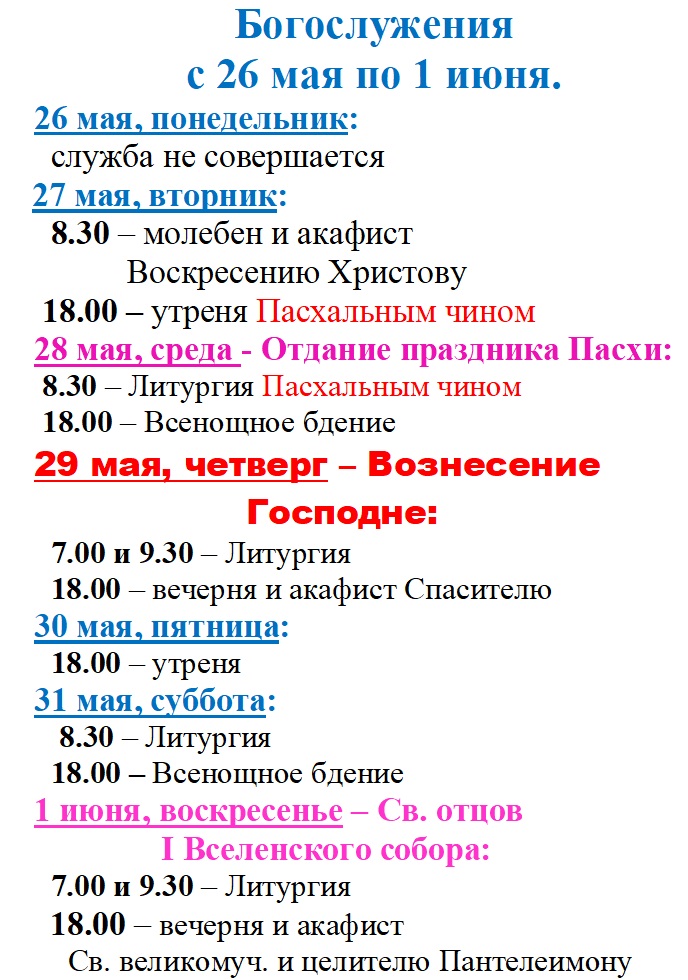 Богослужения
с 26 мая по 1 июня.
26 мая, понедельник:
служба не совершается
27 мая, вторник:
8.30 – молебен и акафист
Воскресению Христову
18.00 – утреня Пасхальным чином
28 мая, среда - Отдание праздника Пасхи:
8.30 – Литургия Пасхальным чином
18.00 – Всенощное бдение
29 мая, четверг – Вознесение
Господне:
7.00 и 9.30 – Литургия
18.00 – вечерня и акафист Спасителю
30 мая, пятница:
18.00 – утреня
31 мая, суббота:
8.30 – Литургия
18.00 – Всенощное бдение
1 июня, воскресенье – Св. отцов
I Вселенского собора:
7.00 и 9.30 – Литургия
18.00 – вечерня и акафист
Св. великомуч. и целителю Пантелеимону